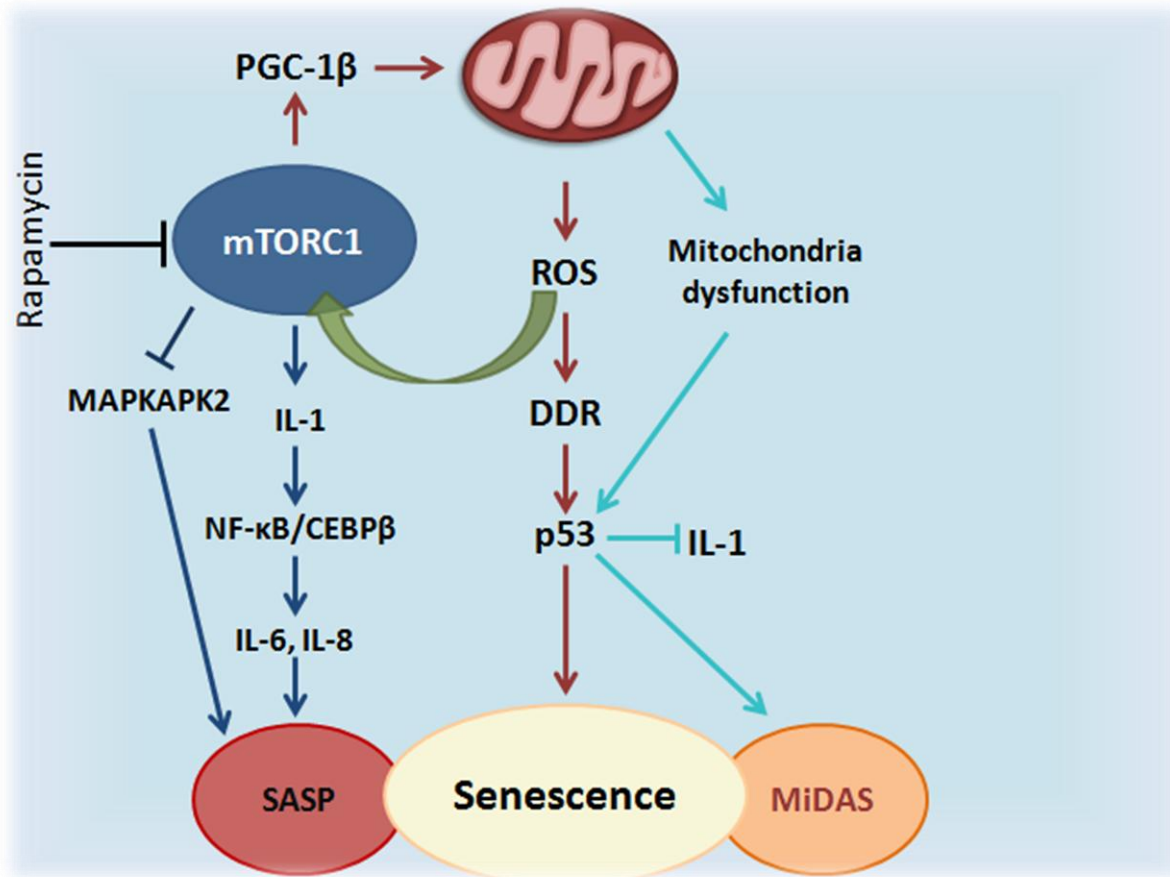 PGC-1β
Rapamycin
mTORC1
ROS
Mitochondria
dysfunction
MAPKAPK2
IL-1
DDR
NF-κB/CEBPβ
p53
IL-1
IL-6, IL-8
SASP
Senescence
MiDAS